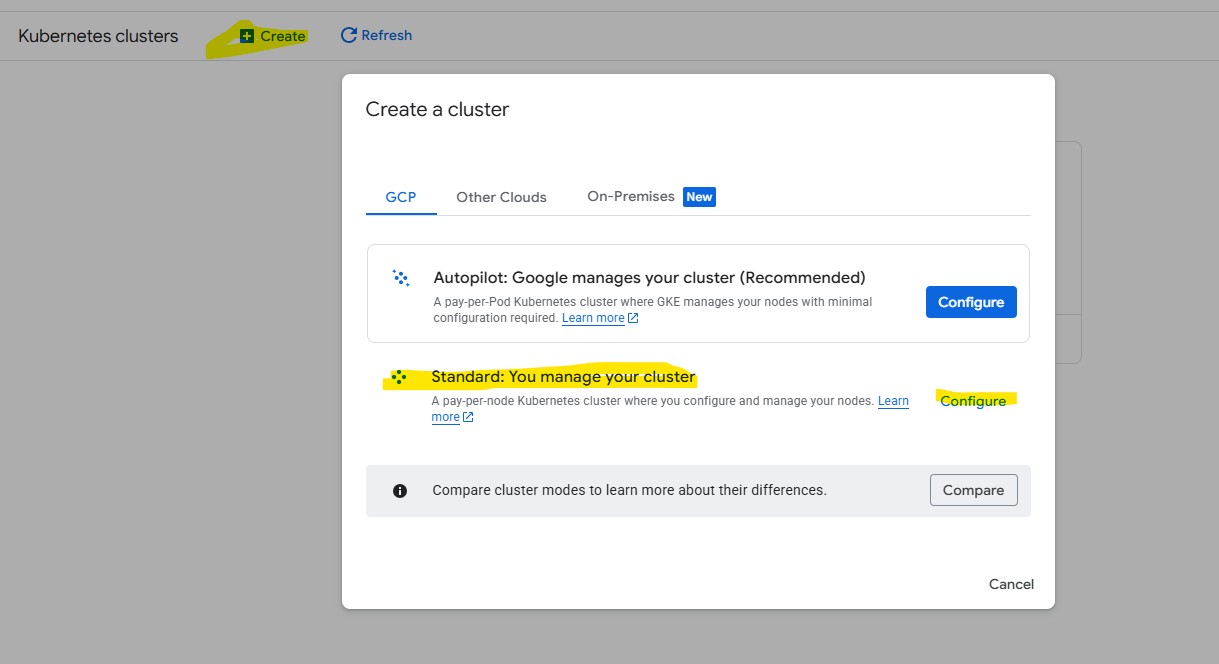 Kubernetes clusters Create Refresh
Create a cluster
GCP Other Clouds On-Premises New
Autopilot: Google manages your cluster (Recommended)
A pay-per-Pod Kubernetes cluster where GKE manages your nodes with minimal
configuration required. Learn more
Configure
Standard: You manage your cluster
A pay-per-node Kubernetes cluster where you configure and manage your nodes. Learn
more
Configure
Compare cluster modes to learn more about their differences. Compare
Cancel